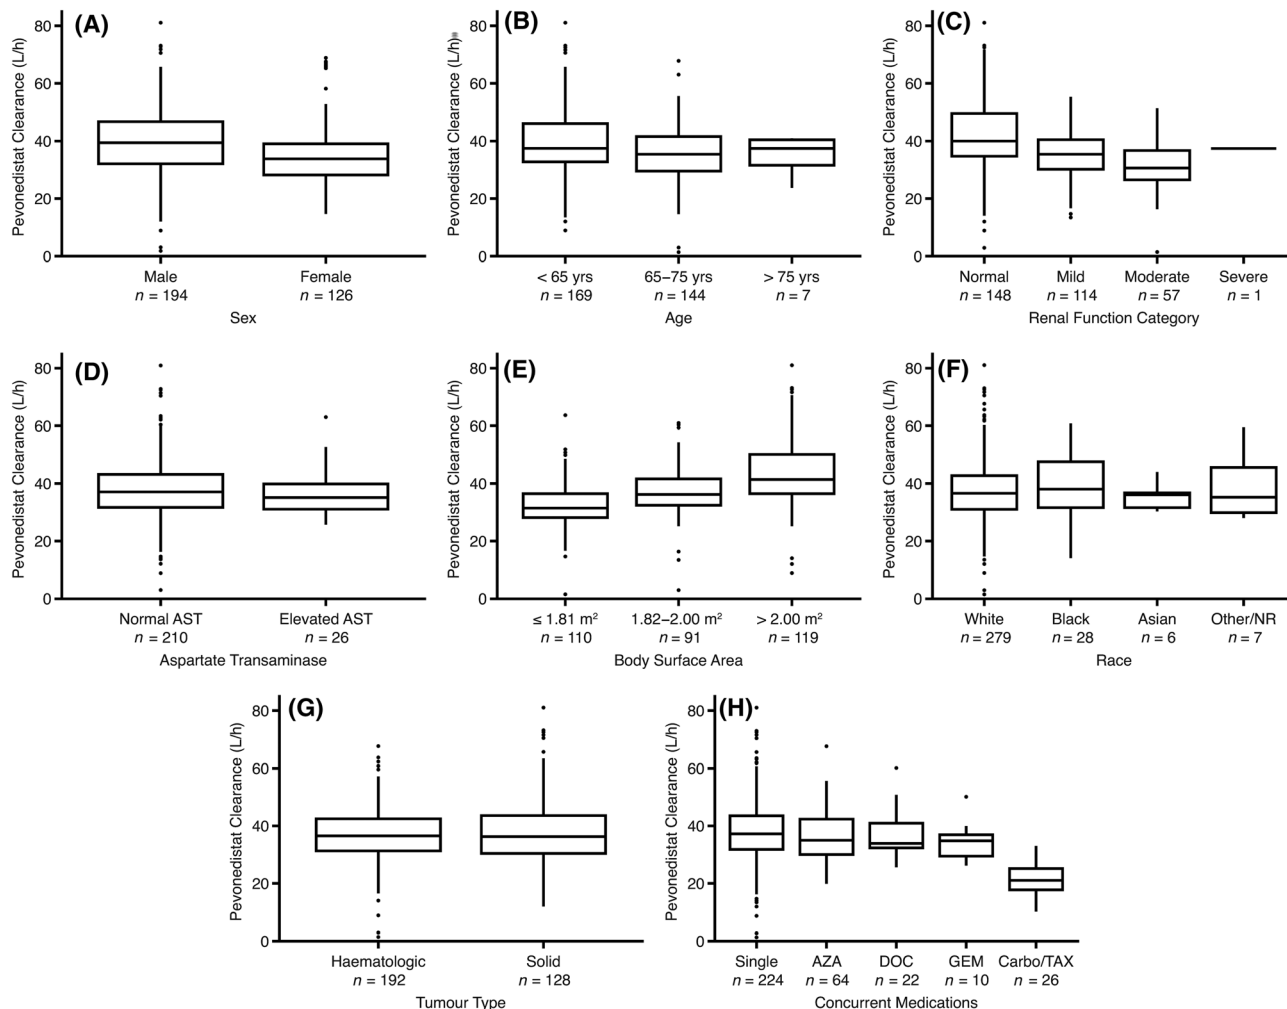 (A)
Pevonedistat Clearance (L/h)
80
60
40
20
0
Male Female
n = 194 n = 126
Sex
(B)
Pevonedistat Clearance (L/h)
80
60
40
20
0
< 65 yrs 65–75 yrs > 75 yrs
n = 169 n = 144 n = 7
Age
(C)
Pevonedistat Clearance (L/h)
80
60
40
20
0
Normal Mild Moderate Severe
n = 148 n = 114 n = 57 n = 1
Renal Function Category
(D)
Pevonedistat Clearance (L/h)
80
60
40
20
0
Normal AST Elevated AST
n = 210 n = 26
Aspartate Transaminase
(E)
Pevonedistat Clearance (L/h)
80
60
40
20
0
≤ 1.81 m² 1.82–2.00 m² > 2.00 m²
n = 110 n = 91 n = 119
Body Surface Area
(F)
Pevonedistat Clearance (L/h)
80
60
40
20
0
White Black Asian Other/NR
n = 279 n = 28 n = 6 n = 7
Race
(G)
Pevonedistat Clearance (L/h)
80
60
40
20
0
Haematologic Solid
n = 192 n = 128
Tumour Type
(H)
Pevonedistat Clearance (L/h)
80
60
40
20
0
Single AZA DOC GEM Carbo/TAX
n = 224 n = 64 n = 22 n = 10 n = 26
Concurrent Medications